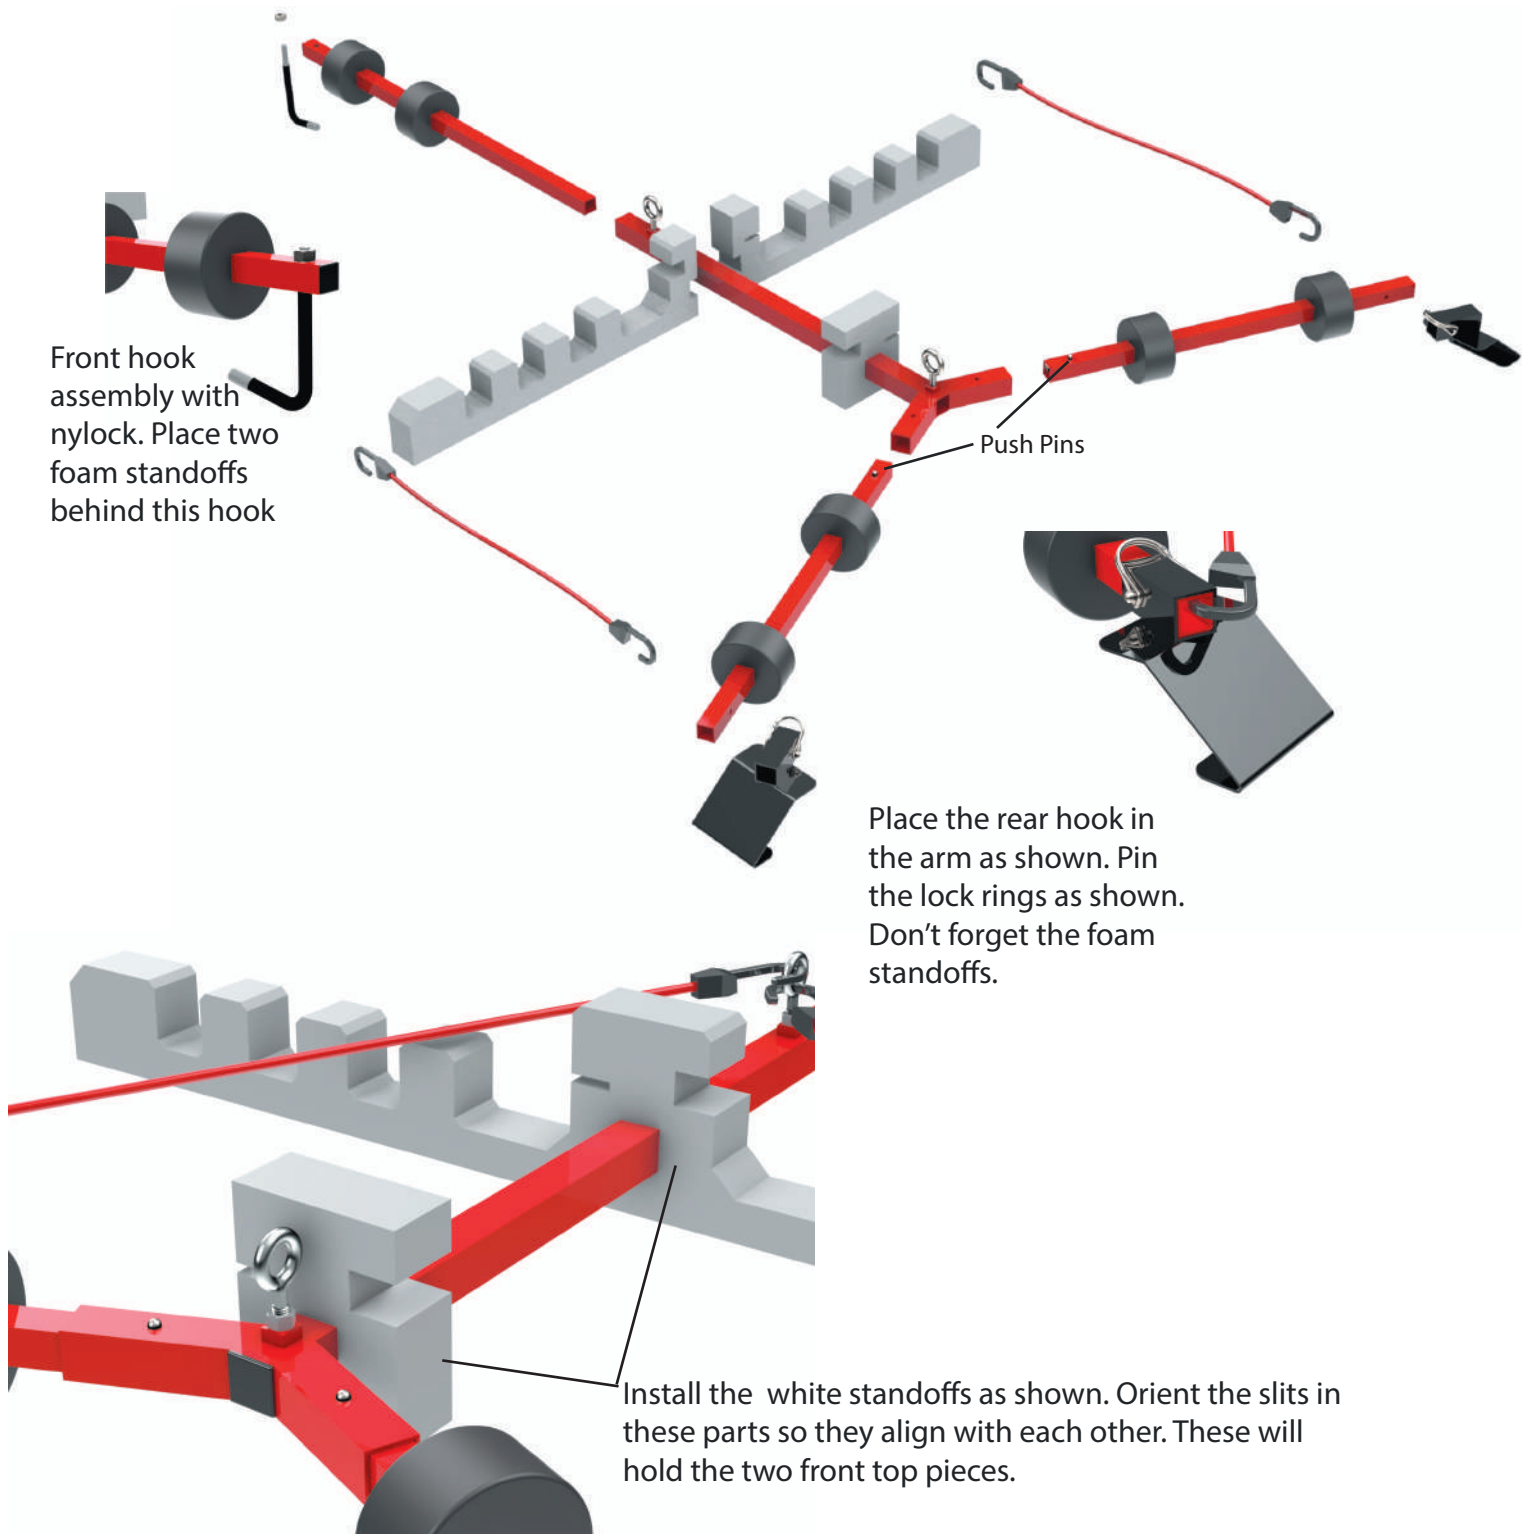 Front hook
assembly with
nylock. Place two
foam standoffs
behind this hook
Push Pins
Place the rear hook in
the arm as shown. Pin
the lock rings as shown.
Don’t forget the foam
standoffs.
Install the  white standoffs as shown. Orient the slits in
these parts so they align with each other. These will
hold the two front top pieces.